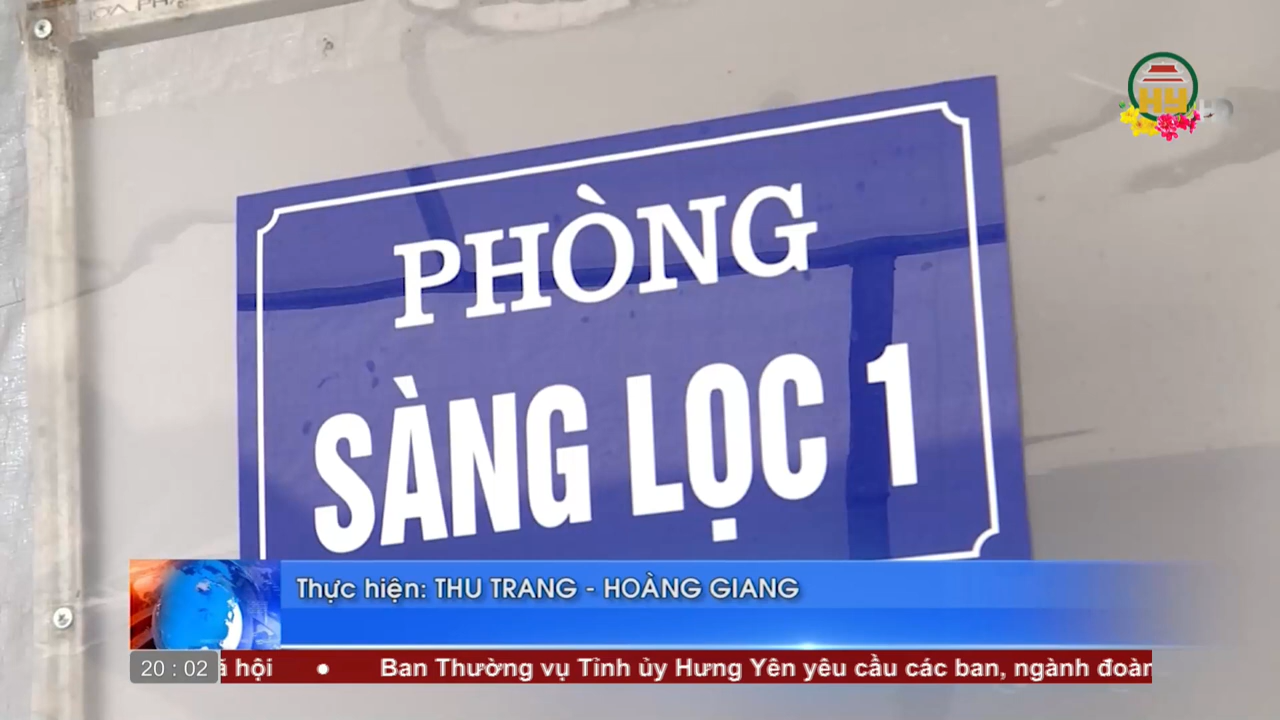 HY
PHÒNG
SÀNG LỌC 1
Thực hiện: THU TRANG - HOÀNG GIANG
20 : 02
hội • Ban Thường vụ Tỉnh ủy Hưng Yên yêu cầu các ban, ngành đoàn